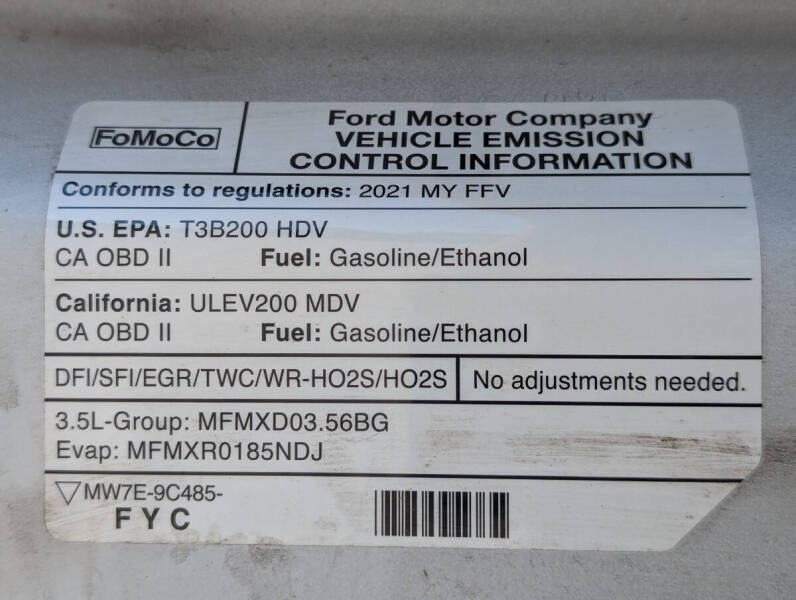 FoMoCo
Ford Motor Company
VEHICLE EMISSION
CONTROL INFORMATION
Conforms to regulations: 2021 MY FFV
U.S. EPA: T3B200 HDV
CA OBD II Fuel: Gasoline/Ethanol
California: ULEV200 MDV
CA OBD II Fuel: Gasoline/Ethanol
DFI/SFI/EGR/TWC/WR-HO2S/HO2S No adjustments needed.
3.5L-Group: MFMXD03.56BG
Evap: MFMXR0185NDJ
▽MW7E-9C485-
FYC